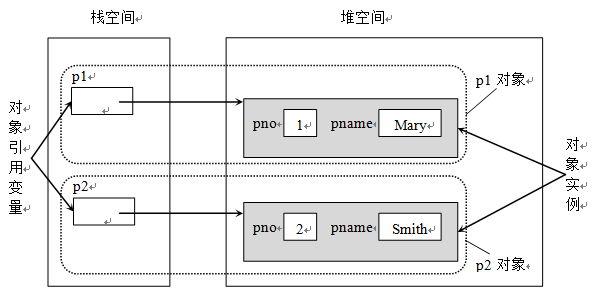 栈空间
堆空间
p1
p1 对象
对象引用变量
pno 1 pname Mary
对象实例
p2
pno 2 pname Smith
p2 对象